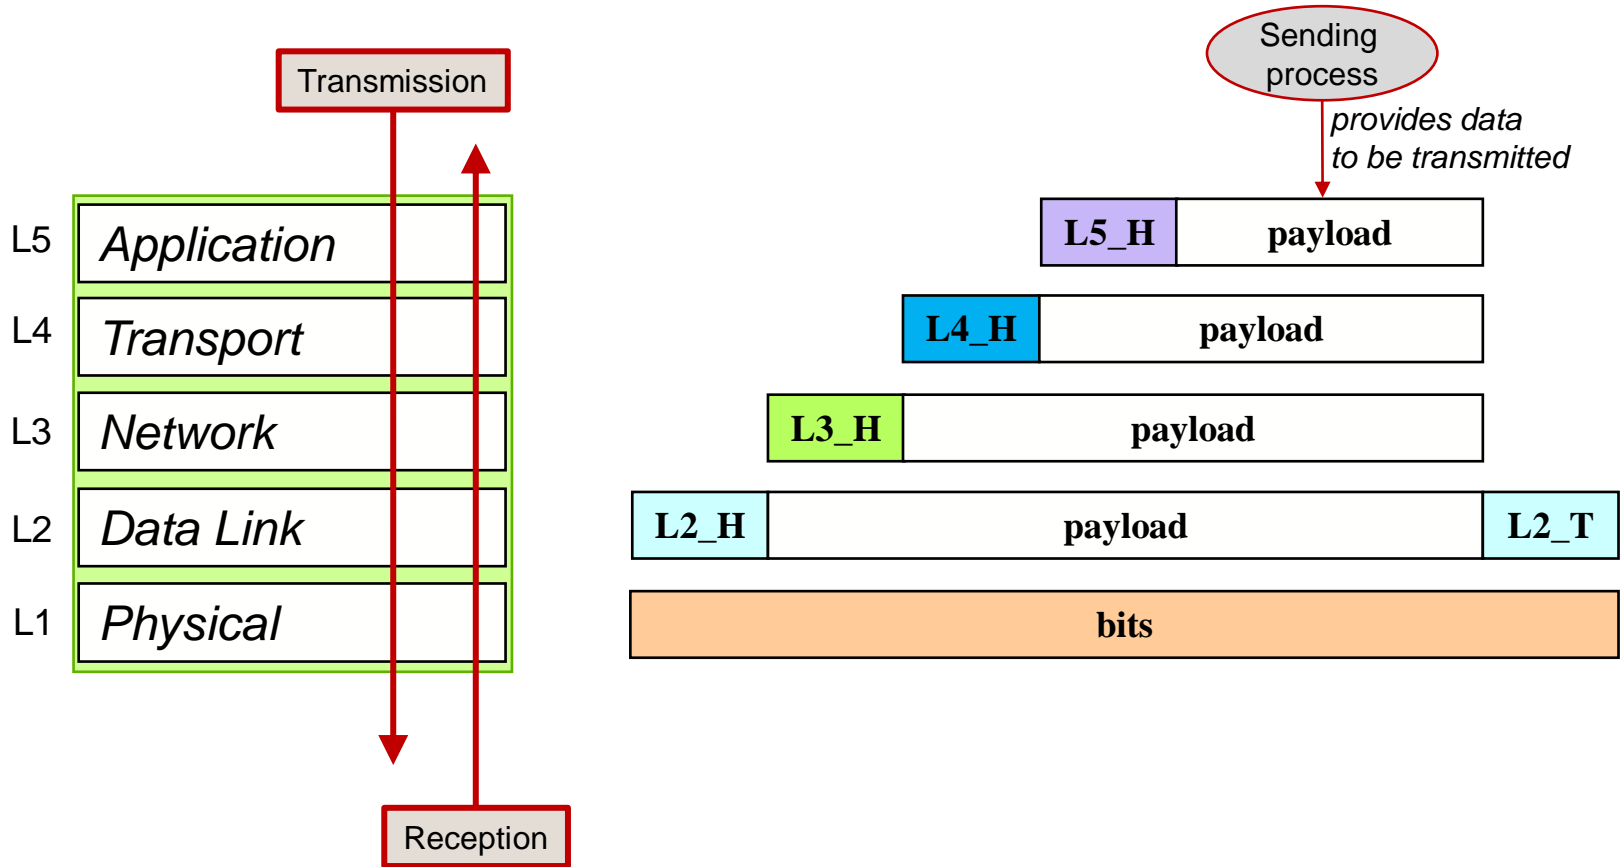 Transmission
Sending
process
provides data
to be transmitted
L5 Application
L5_H payload
L4 Transport
L4_H payload
L3 Network
L3_H payload
L2 Data Link
L2_H payload L2_T
L1 Physical
bits
Reception